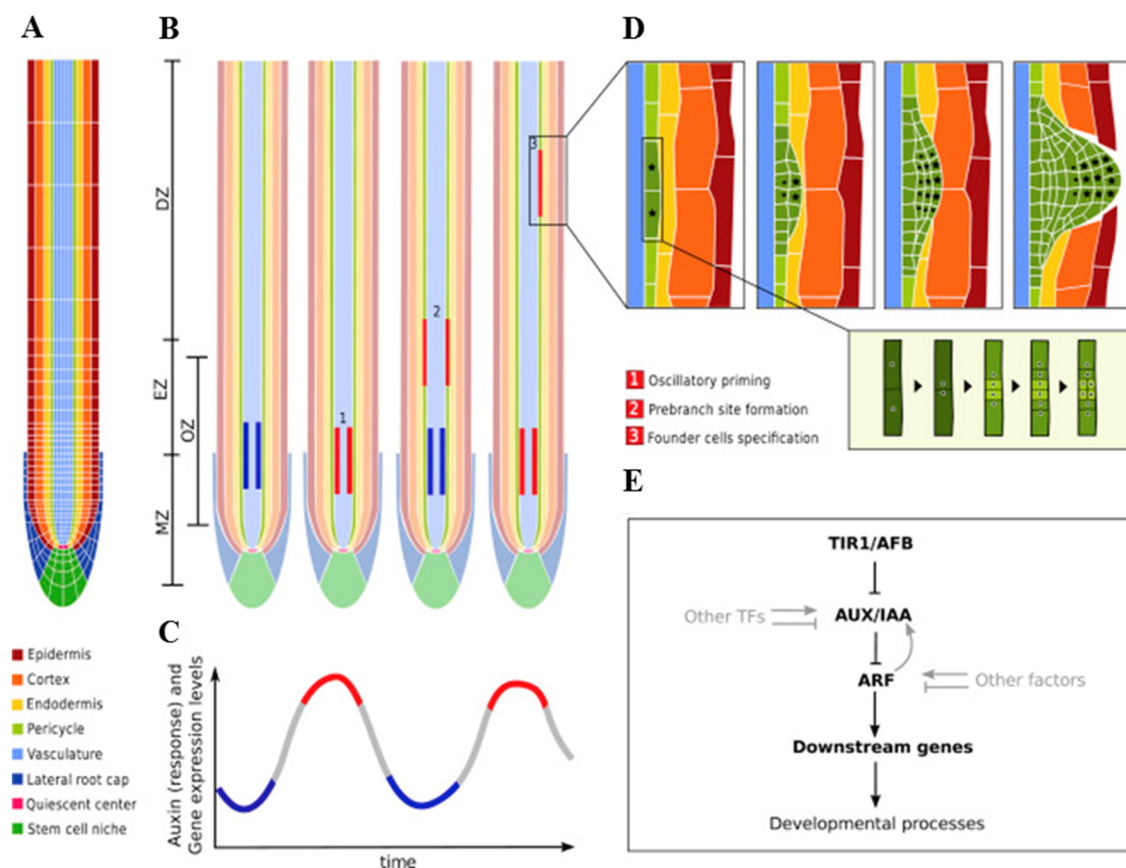 A
B
D
DZ
EZ
OZ
MZ
1
2
3
1 Oscillatory priming
2 Prebranch site formation
3 Founder cells specification
E
TIR1/AFB
Other TFs
AUX/IAA
ARF
Other factors
Downstream genes
Developmental processes
Epidermis
Cortex
Endodermis
Pericycle
Vasculature
Lateral root cap
Quiescent center
Stem cell niche
C
Auxin (response) and
Gene expression levels
time